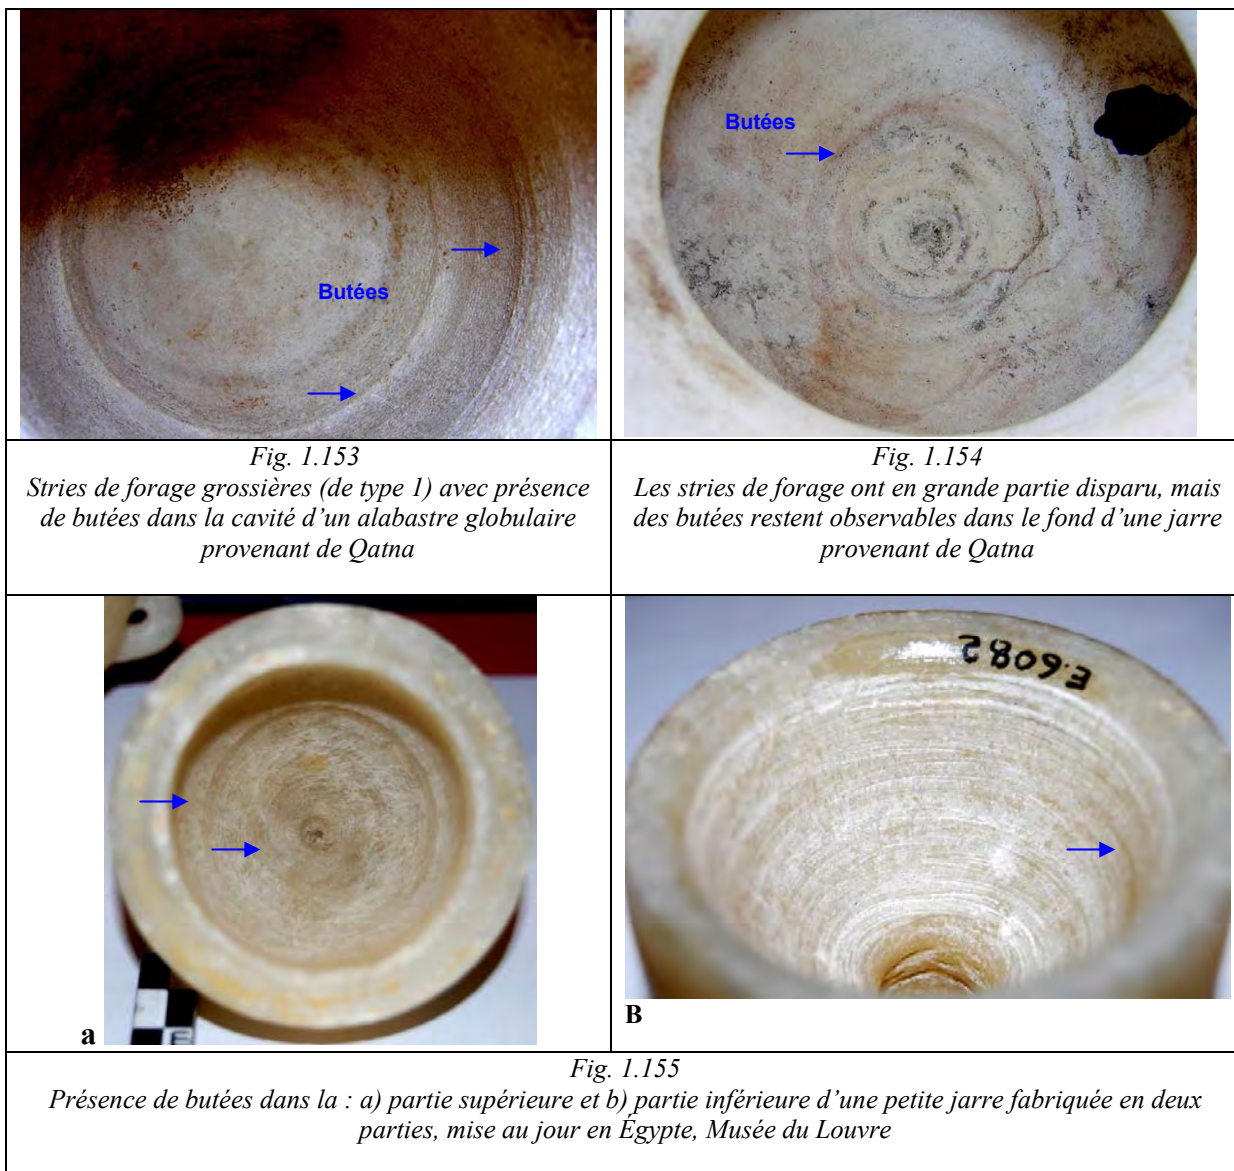 Butées
Butées
Fig. 1.153
Stries de forage grossières (de type 1) avec présence
de butées dans la cavité d'un alabastre globulaire
provenant de Qatna
Fig. 1.154
Les stries de forage ont en grande partie disparu, mais
des butées restent observables dans le fond d'une jarre
provenant de Qatna
E
a
E.6082
B
Fig. 1.155
Présence de butées dans la : a) partie supérieure et b) partie inférieure d'une petite jarre fabriquée en deux
parties, mise au jour en Égypte, Musée du Louvre